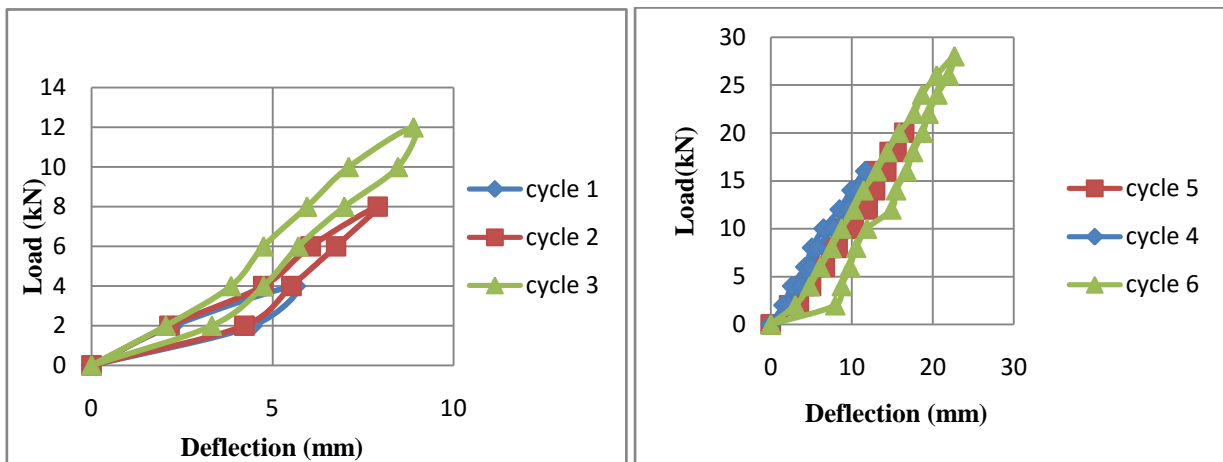 14
12
10
8
6
4
2
0
0 5 10
Load (kN)
Deflection (mm)
cycle 1
cycle 2
cycle 3
30
25
20
15
10
5
0
0 10 20 30
Load(kN)
Deflection (mm)
cycle 5
cycle 4
cycle 6